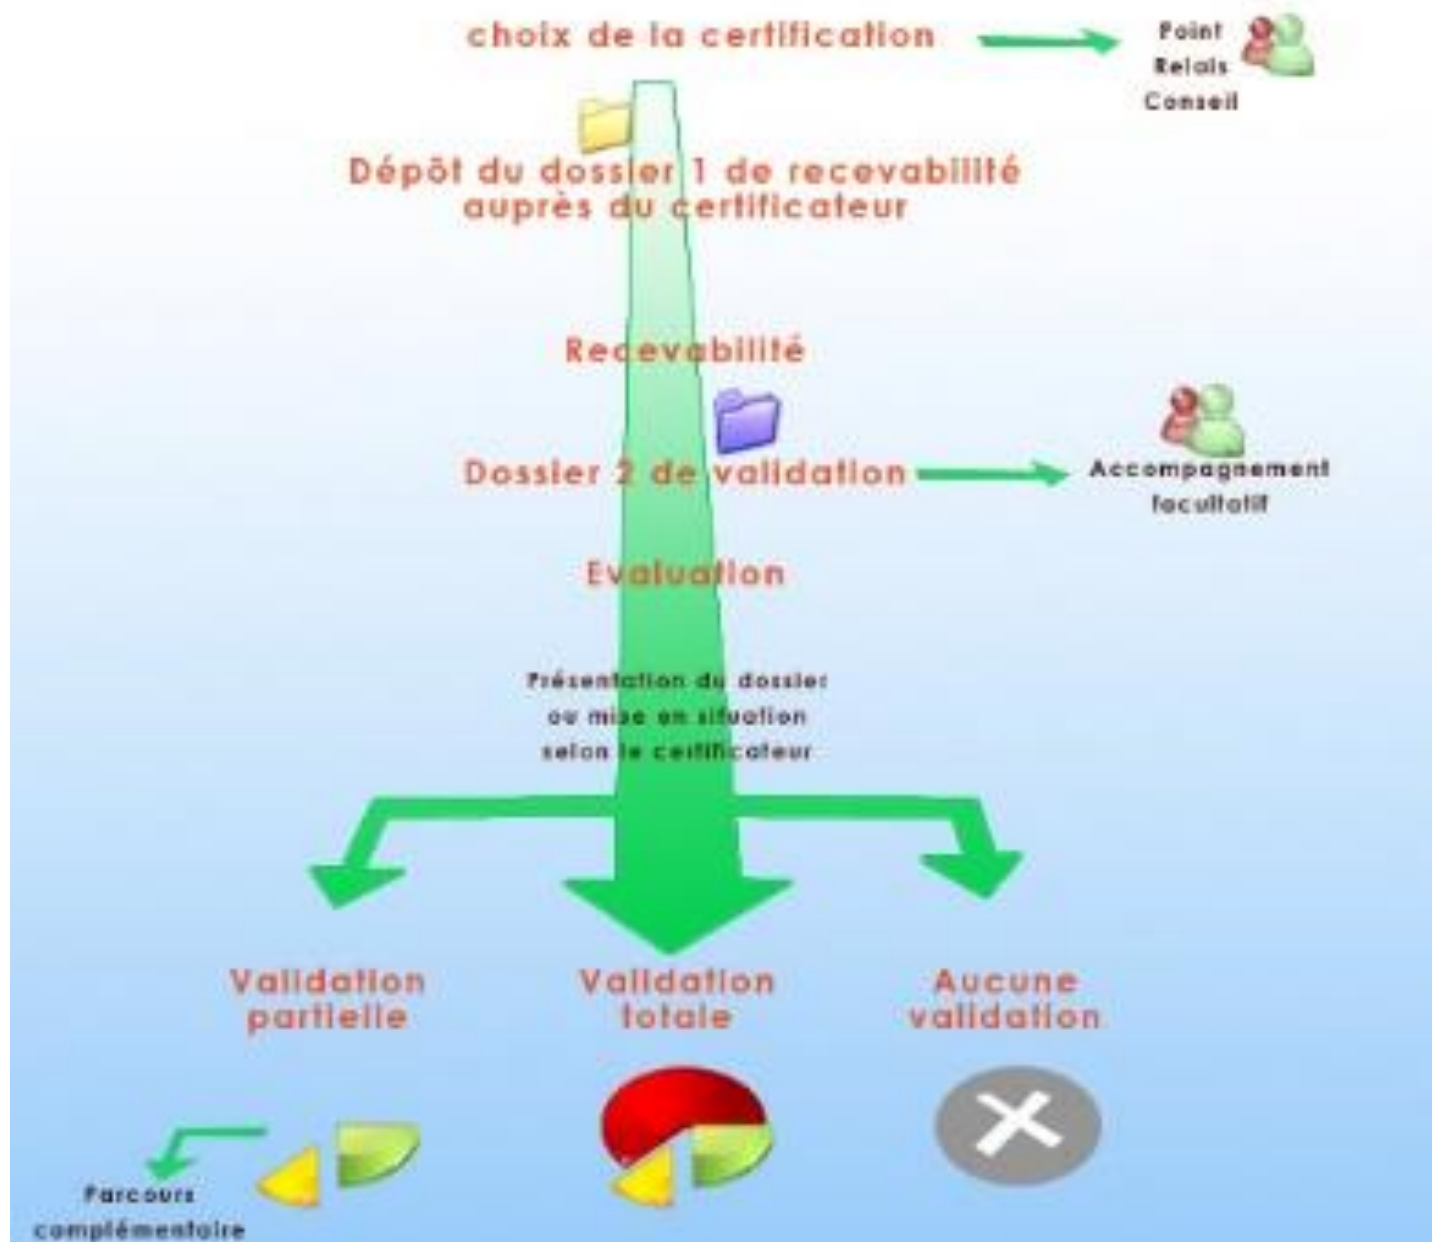 choix de la certification
Point
Relais
Conseil
Dépôt du dossier 1 de recevabilité
auprès du certificateur
Recevabilité
Dossier 2 de validation
Accompagnement
facultatif
Evaluation
Présentation du dossier
ou mise en situation
selon le certificateur
Validation
partielle
Validation
totale
Aucune
validation
Parcours
complémentaire